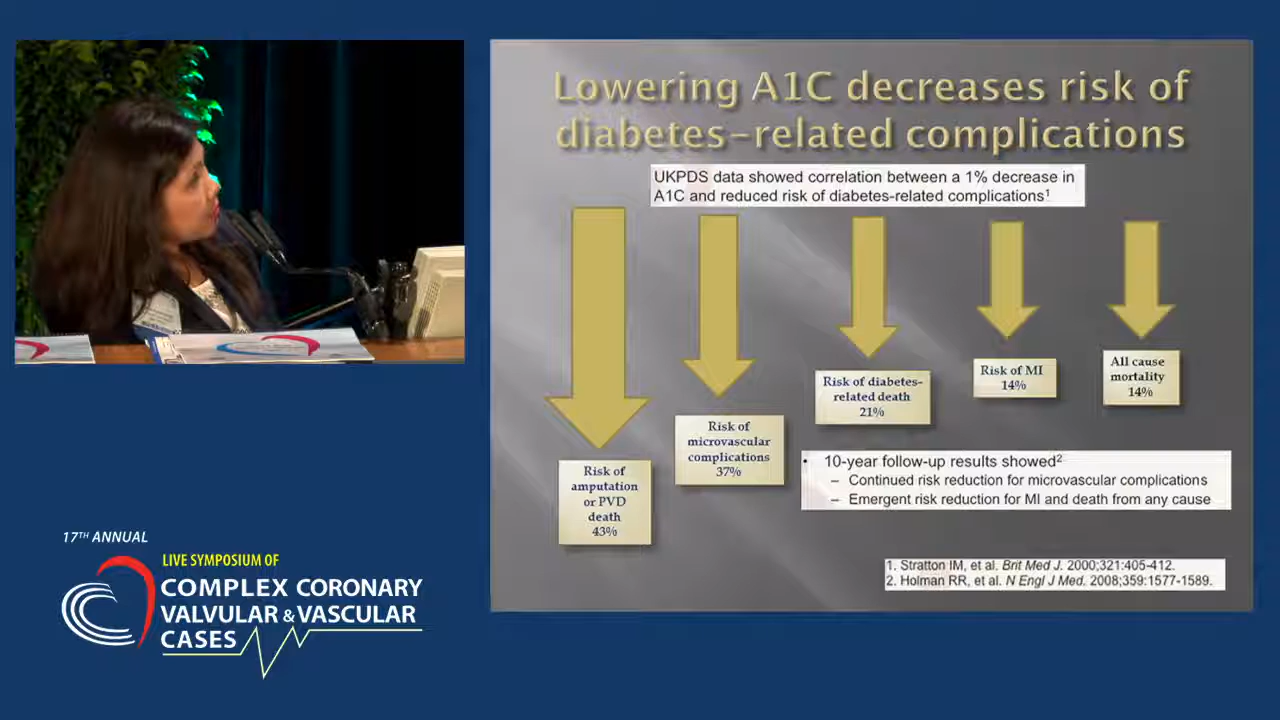 Lowering A1C decreases risk of
diabetes-related complications
UKPDS data showed correlation between a 1% decrease in
A1C and reduced risk of diabetes-related complications¹
Risk of
amputation
or PVD
death
43%
Risk of
microvascular
complications
37%
Risk of diabetes-
related death
21%
Risk of MI
14%
All cause
mortality
14%
• 10-year follow-up results showed²
– Continued risk reduction for microvascular complications
– Emergent risk reduction for MI and death from any cause
1. Stratton IM, et al. Brit Med J. 2000;321:405-412.
2. Holman RR, et al. N Engl J Med. 2008;359:1577-1589.
17TH ANNUAL
LIVE SYMPOSIUM OF
COMPLEX CORONARY
VALVULAR & VASCULAR
CASES